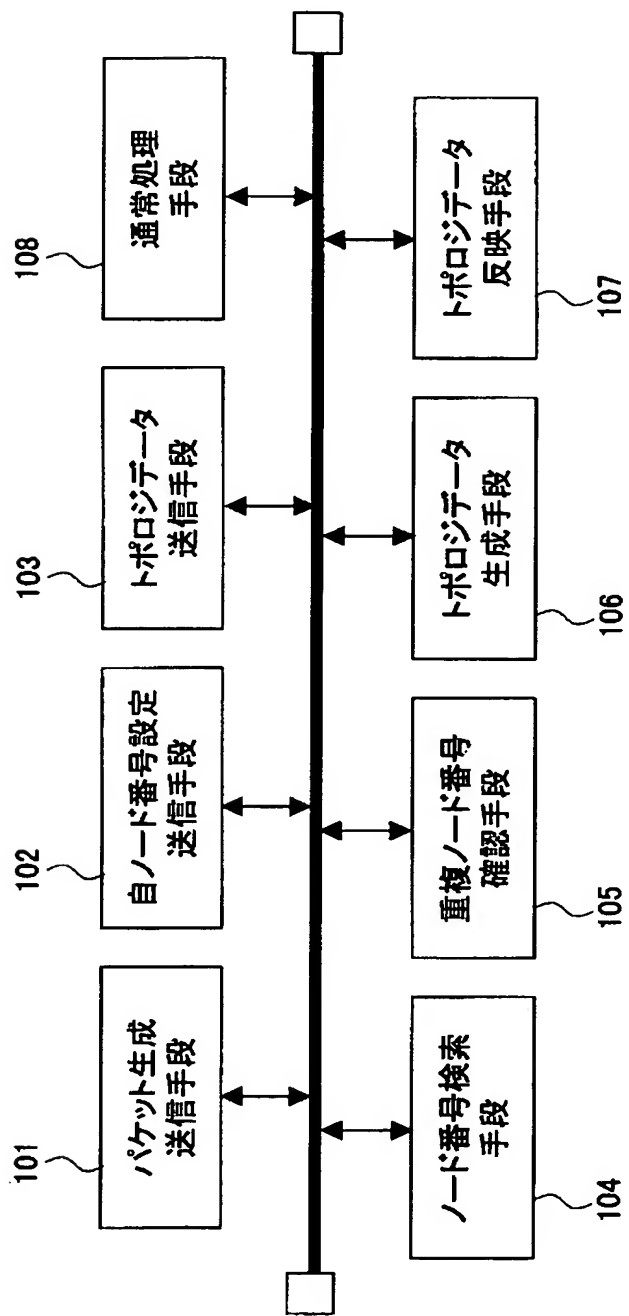 101
パケット生成
送信手段
102
自ノード番号設定
送信手段
103
トポロジデータ
送信手段
108
通常処理
手段
ノード番号検索
手段
104
重複ノード番号
確認手段
105
トポロジデータ
生成手段
106
トポロジデータ
反映手段
107